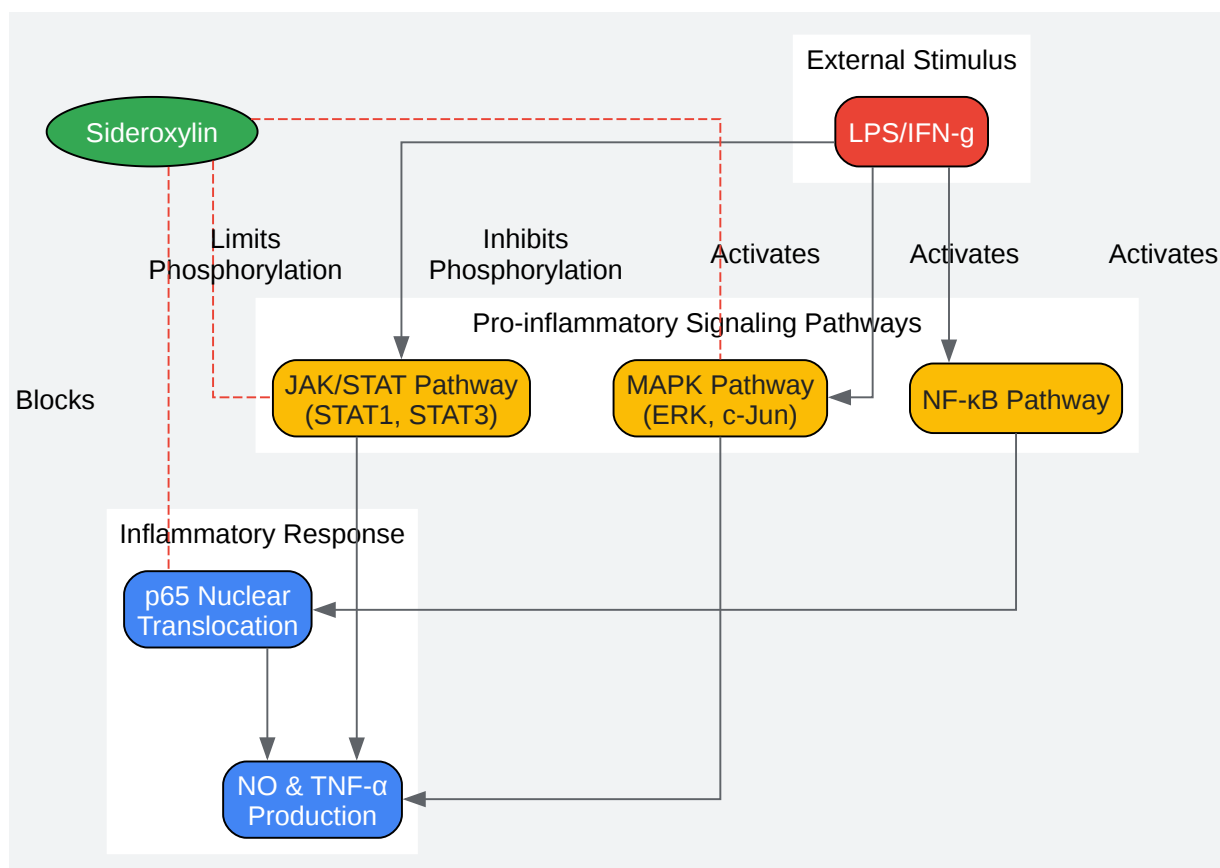 External Stimulus
Sideroxylin
LPS/IFN-g
Limits
Phosphorylation
Inhibits
Phosphorylation
Activates
Activates
Activates
Pro-inflammatory Signaling Pathways
JAK/STAT Pathway
(STAT1, STAT3)
MAPK Pathway
(ERK, c-Jun)
NF-κB Pathway
Blocks
Inflammatory Response
p65 Nuclear
Translocation
NO & TNF-α
Production